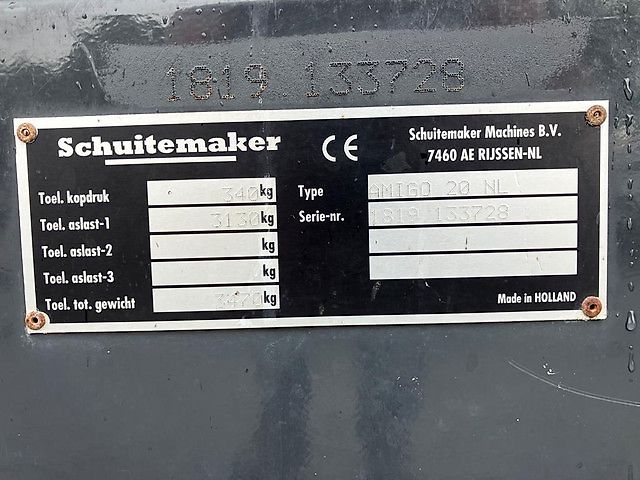 1819 133728
Schuitemaker
CE
Schuitemaker Machines B.V.
7460 AE RIJSSEN-NL
Toel. kopdruk 340 kg
Toel. aslast-1 3130 kg
Toel. aslast-2 kg
Toel. aslast-3 kg
Toel. tot. gewicht 3470 kg
Type AMIGO 20 NL
Serie-nr. 1819 133728
Made in HOLLAND